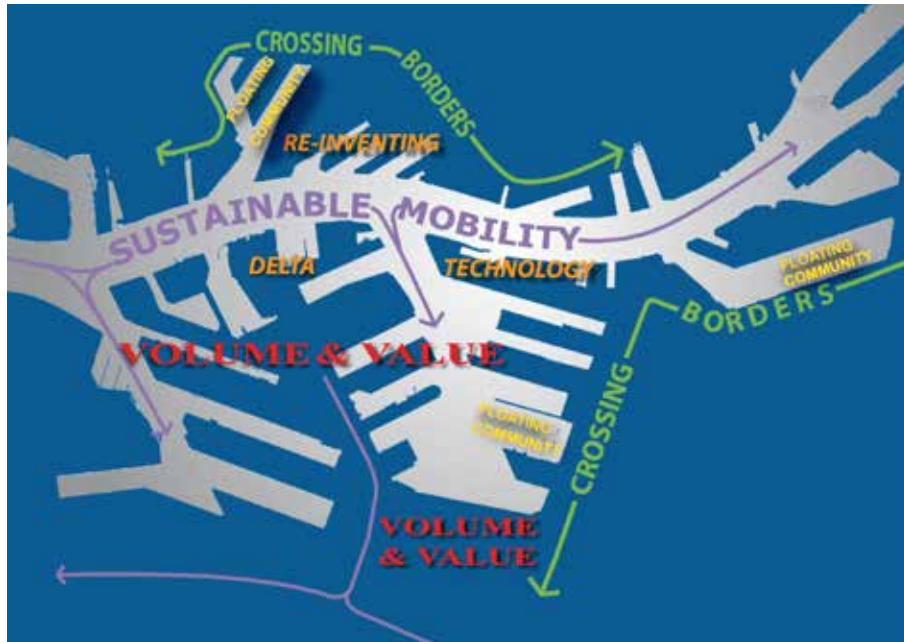 CROSSING BORDERS
FLOATING
COMMUNITY
RE-INVENTING
SUSTAINABLE MOBILITY
DELTA TECHNOLOGY
FLOATING
COMMUNITY
BORDERS
CROSSING
VOLUME & VALUE
FLOATING
COMMUNITY
VOLUME
& VALUE